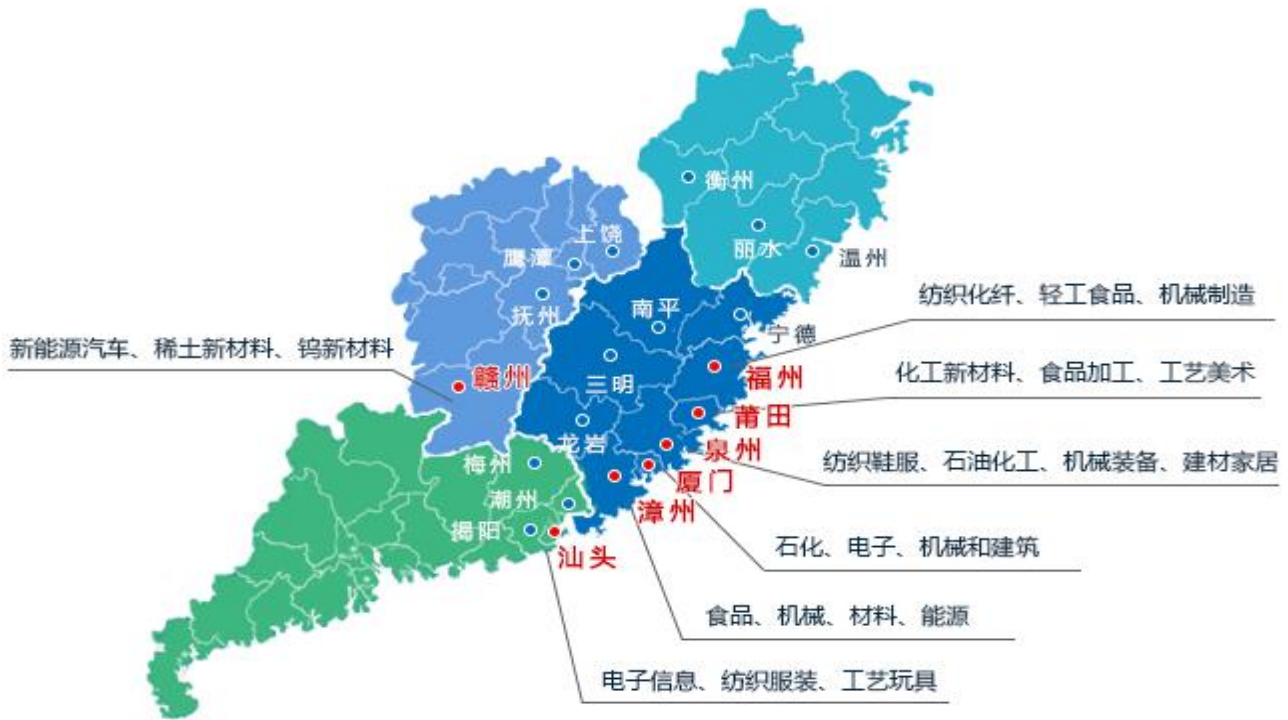 衡州
上饶
丽水
温州
鹰潭
纺织化纤、轻工食品、机械制造
抚州
南平
宁德
新能源汽车、稀土新材料、钨新材料
赣州
三明
福州
化工新材料、食品加工、工艺美术
莆田
龙岩
泉州
纺织鞋服、石油化工、机械装备、建材家居
梅州
厦门
潮州
漳州
揭阳
汕头
石化、电子、机械和建筑
食品、机械、材料、能源
电子信息、纺织服装、工艺玩具